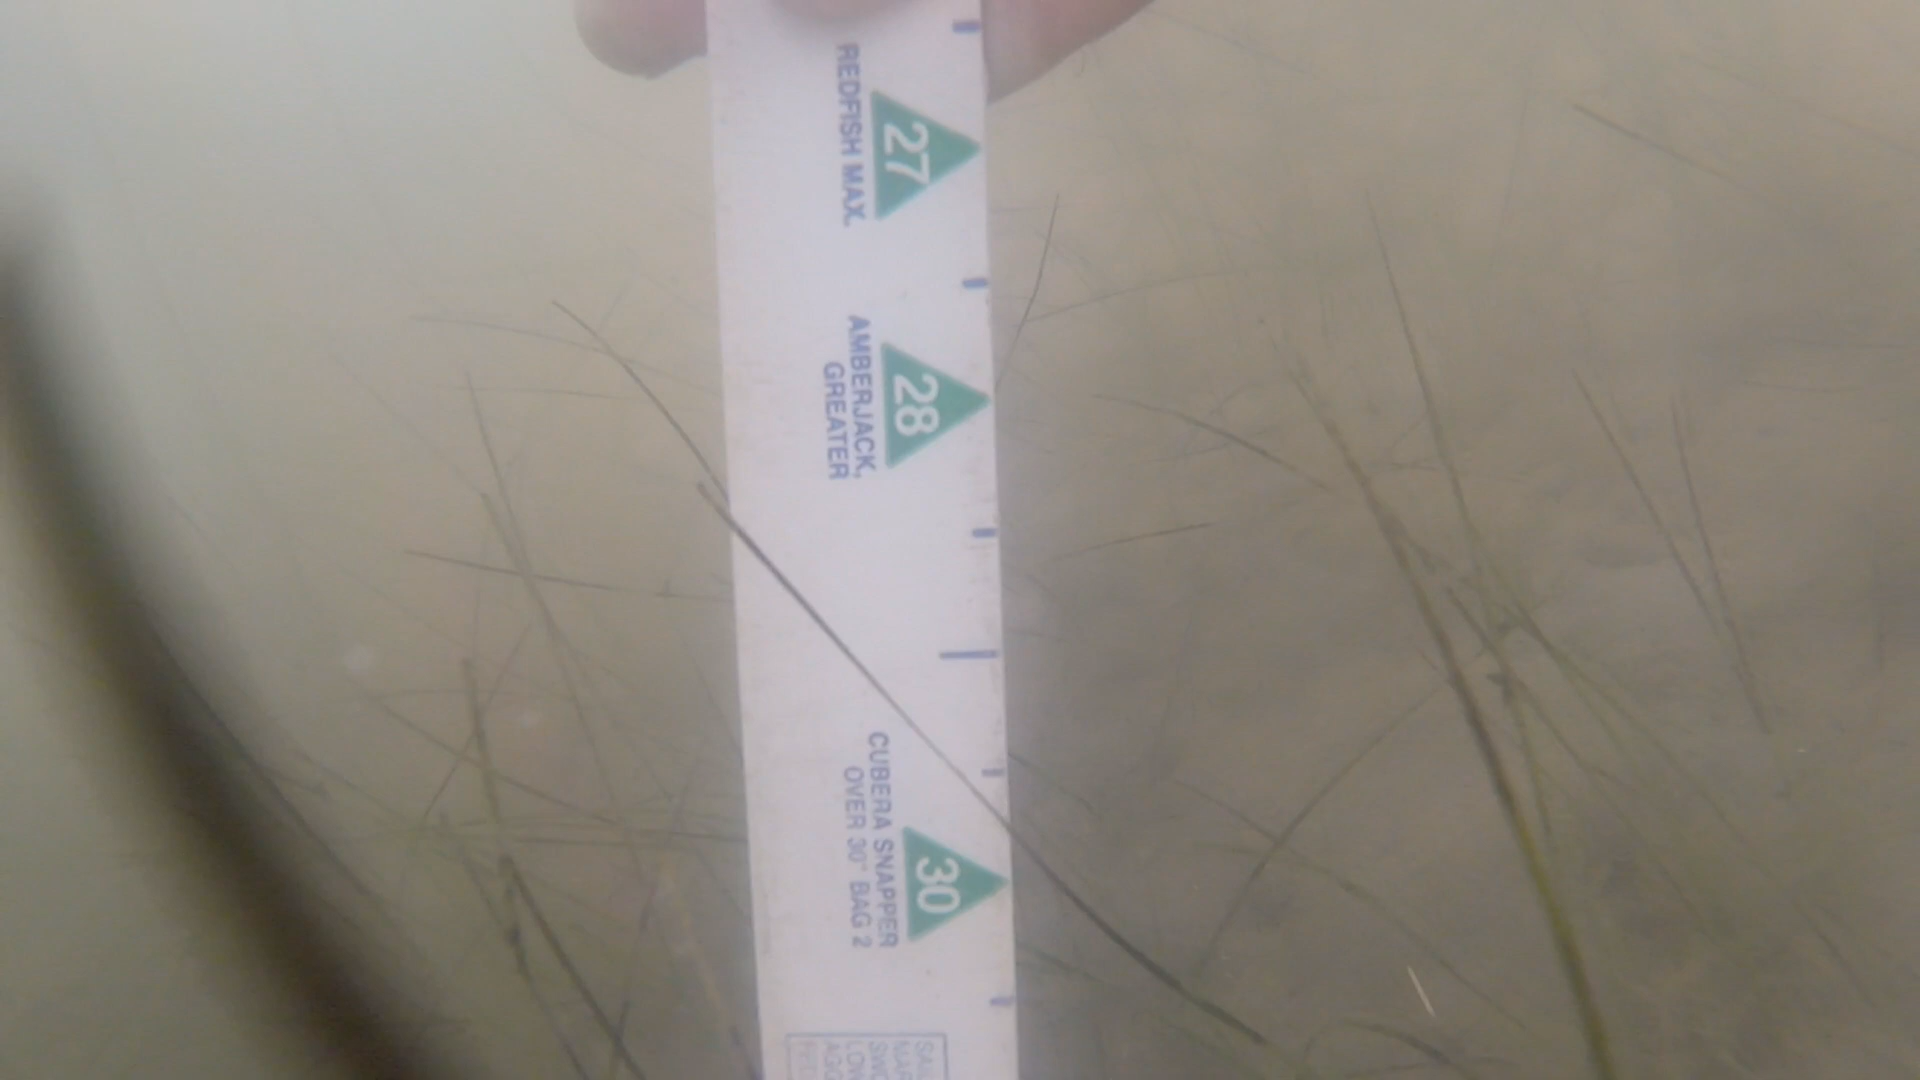 27
REDFISH MAX.
28
AMBERJACK,
GREATER
30
CUBERA SNAPPER
OVER 30" BAG 2